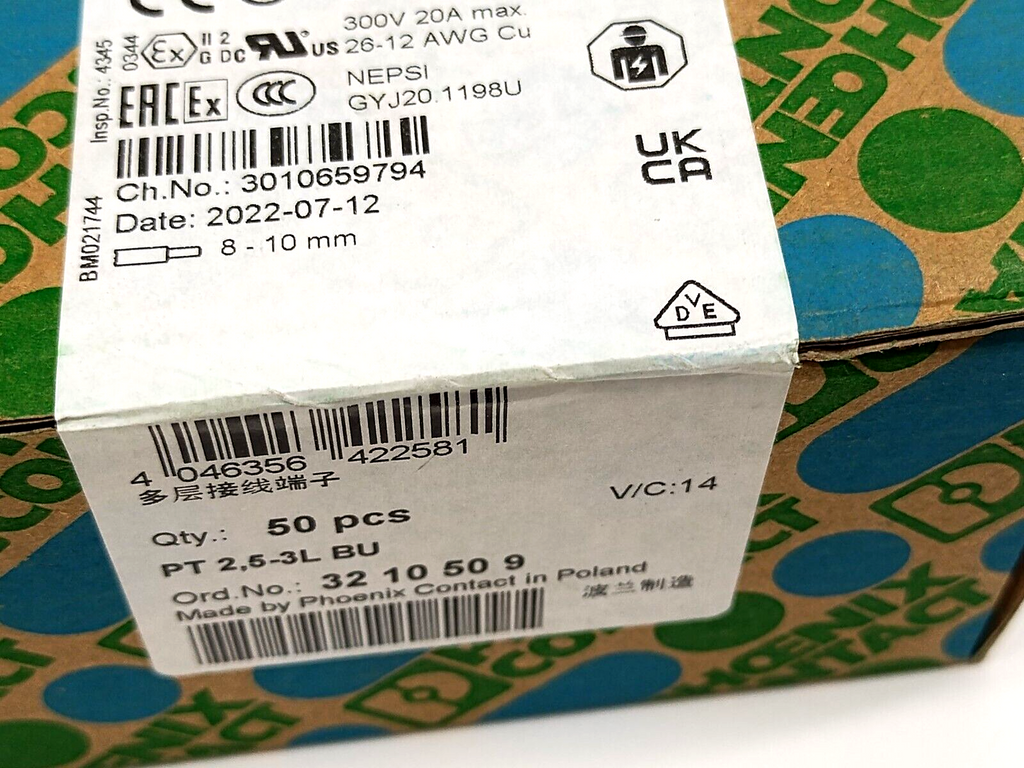 300V 20A max.
26-12 AWG Cu
Insp.No.: 4345
0344
Ex
II 2
G DC
US
EAC Ex
CCC
NEPSI
GYJ20.1198U
UK
CA
Ch.No.: 3010659794
Date: 2022-07-12
BM021744
8 - 10 mm
DVE
4 046356 422581
多层接线端子
V/C:14
Qty.: 50 pcs
PT 2,5-3L BU
Ord.No.: 32 10 50 9
Made by Phoenix Contact in Poland
波兰制造
PHOENIX
CONTACT